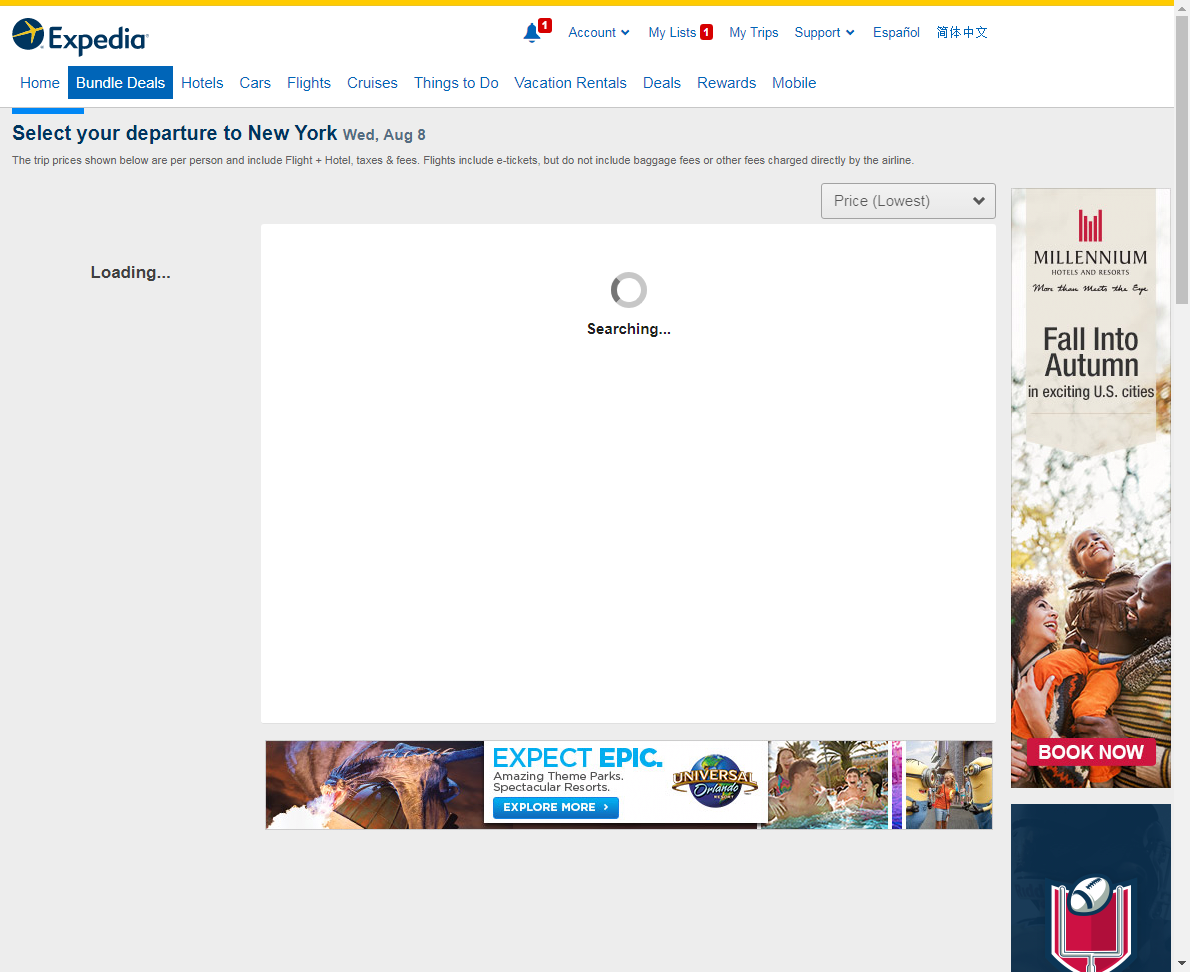 Expedia
1
Account
My Lists 1
My Trips
Support
Español
简体中文
Home
Bundle Deals
Hotels
Cars
Flights
Cruises
Things to Do
Vacation Rentals
Deals
Rewards
Mobile
Select your departure to New York Wed, Aug 8
The trip prices shown below are per person and include Flight + Hotel, taxes & fees. Flights include e-tickets, but do not include baggage fees or other fees charged directly by the airline.
Price (Lowest)
Loading...
Searching...
MILLENNIUM
HOTELS AND RESORTS
More than Meets the Eye
Fall Into
Autumn
in exciting U.S. cities
BOOK NOW
EXPECT EPIC.
Amazing Theme Parks.
Spectacular Resorts.
EXPLORE MORE >
UNIVERSAL
Orlando
RESORT